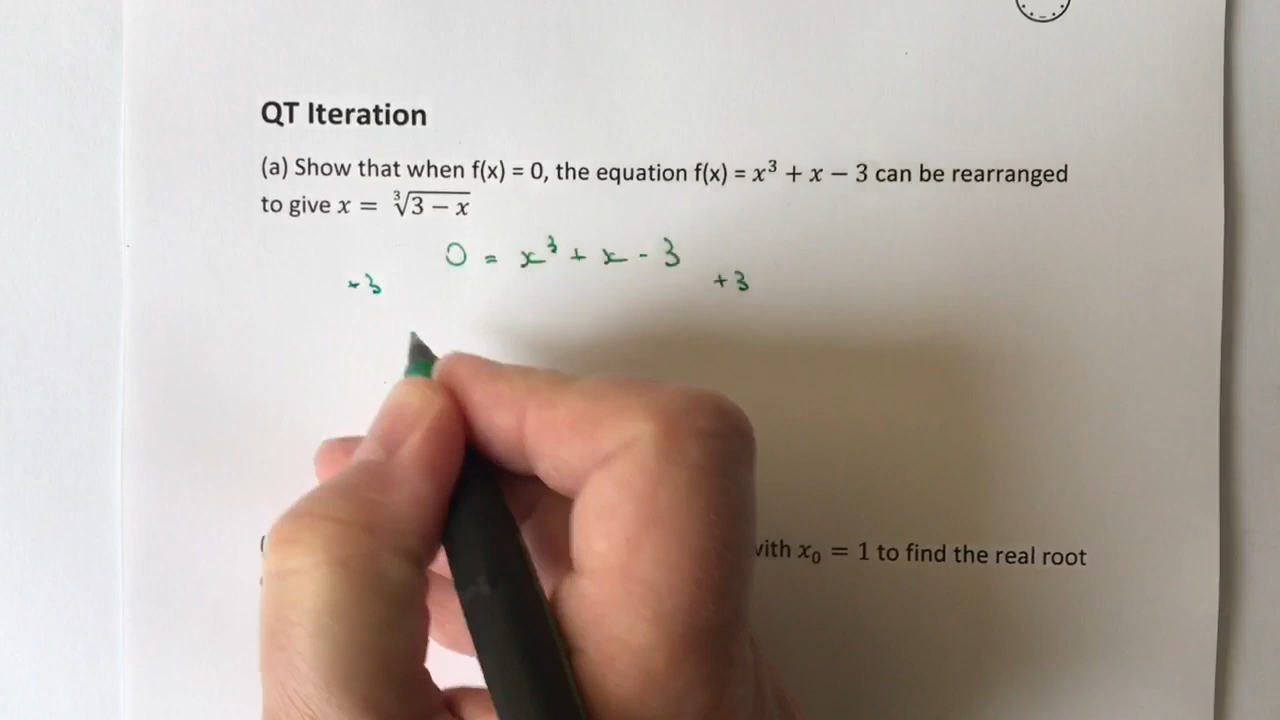 QT Iteration
(a) Show that when f(x) = 0, the equation f(x) = x³ + x − 3 can be rearranged
to give x = ∛(3 − x)
0 = x³ + x - 3
+3 +3
with x₀ = 1 to find the real root